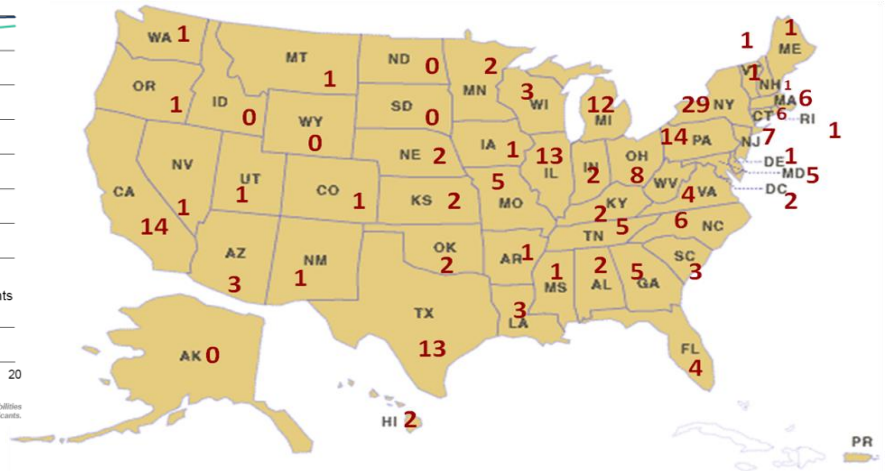 WA 1
MT 1
ND 0
2
MN
1
1
ME
VT
1
NH 1
OR 1
ID 0
WY 0
SD 0
3 WI
12 MI
29 NY
MA 6
CT 6
RI
1
NV 1
UT 1
CO 1
NE 2
IA 1
13 IL
IN 2
OH 8
14 PA
NJ 7
DE 1
MD 5
DC 2
CA 14
KS 2
5 MO
WV
4 VA
KY 2
AZ 3
NM 1
OK 2
AR 1
TN 5
6 NC
SC 3
1 MS
2 AL
5 GA
TX 13
3 LA
FL 4
AK 0
HI 2
PR
nts
20
bilities
cants.